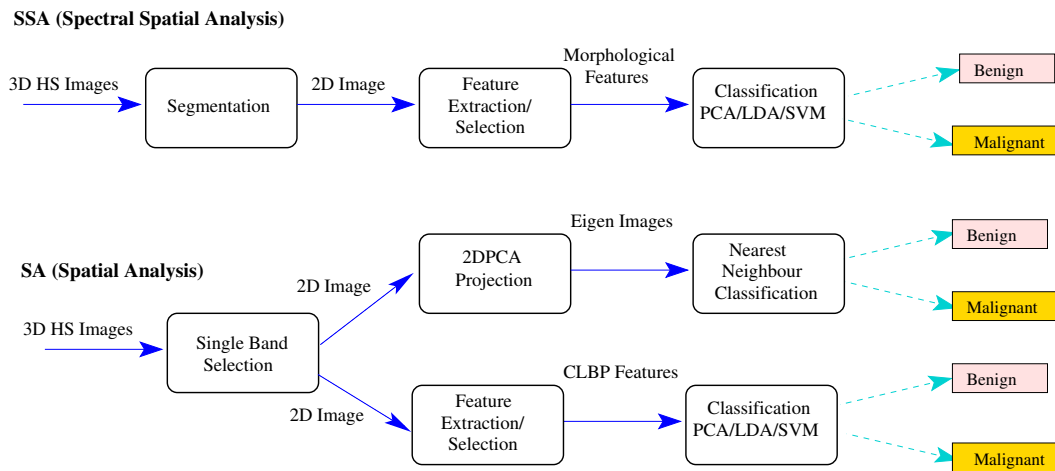 SSA (Spectral Spatial Analysis)
3D HS Images
Segmentation
2D Image
Feature
Extraction/
Selection
Morphological
Features
Classification
PCA/LDA/SVM
Benign
Malignant
SA (Spatial Analysis)
3D HS Images
Single Band
Selection
2D Image
2DPCA
Projection
Eigen Images
Nearest
Neighbour
Classification
Benign
Malignant
2D Image
Feature
Extraction/
Selection
CLBP Features
Classification
PCA/LDA/SVM
Benign
Malignant